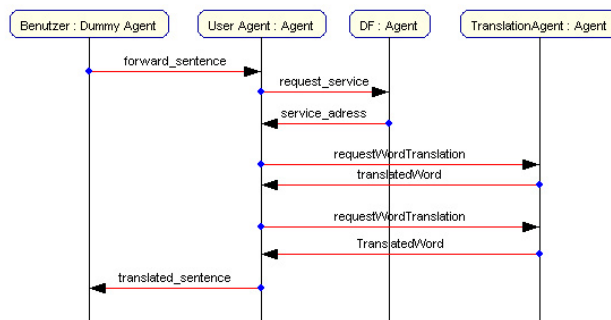 Benutzer : Dummy Agent
User Agent : Agent
DF : Agent
TranslationAgent : Agent
forward_sentence
request_service
service_adress
requestWordTranslation
translatedWord
requestWordTranslation
TranslatedWord
translated_sentence